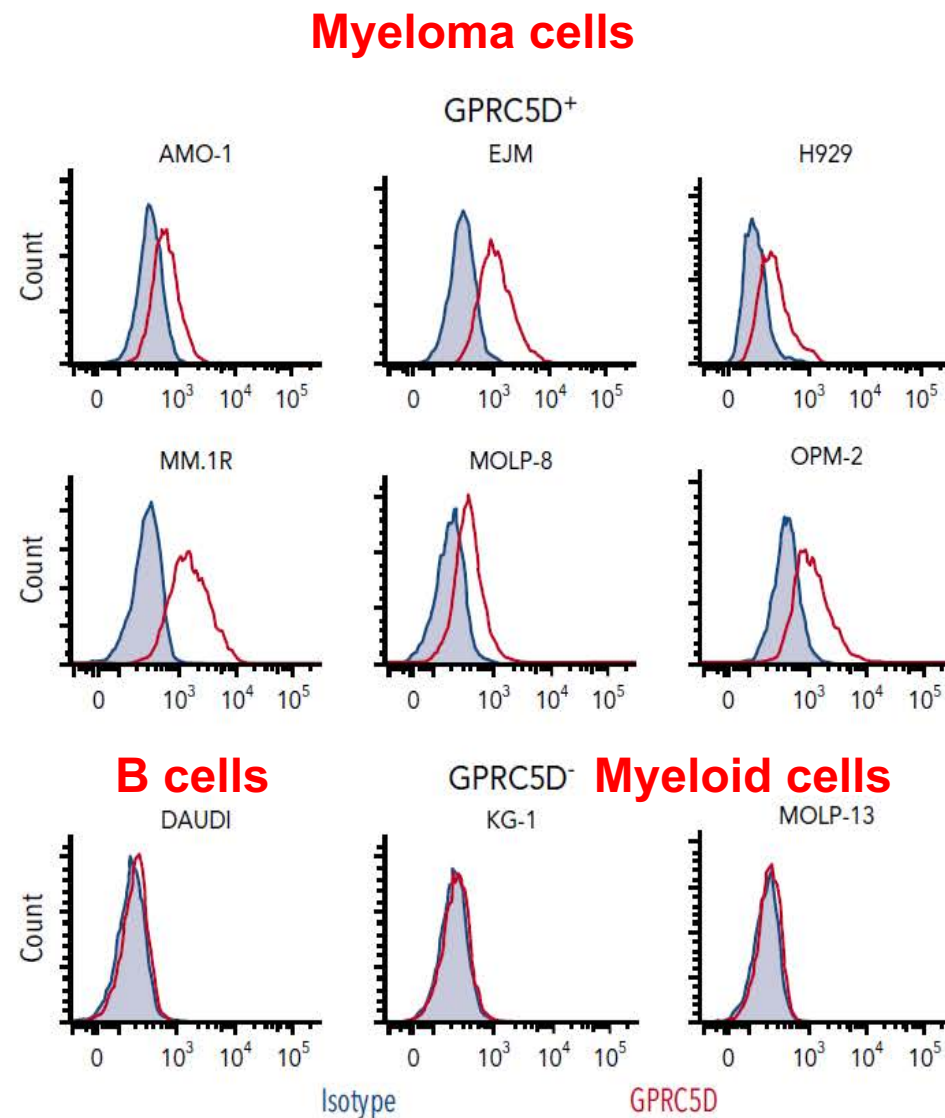 Myeloma cells
GPRC5D⁺
AMO-1 EJM H929
Count
0 10³ 10⁴ 10⁵ 0 10³ 10⁴ 10⁵ 0 10³ 10⁴ 10⁵
MM.1R MOLP-8 OPM-2
Count
0 10³ 10⁴ 10⁵ 0 10³ 10⁴ 10⁵ 0 10³ 10⁴ 10⁵
B cells GPRC5D⁻ Myeloid cells
DAUDI KG-1 MOLP-13
Count
0 10³ 10⁴ 10⁵ 0 10³ 10⁴ 10⁵ 0 10³ 10⁴ 10⁵
Isotype GPRC5D